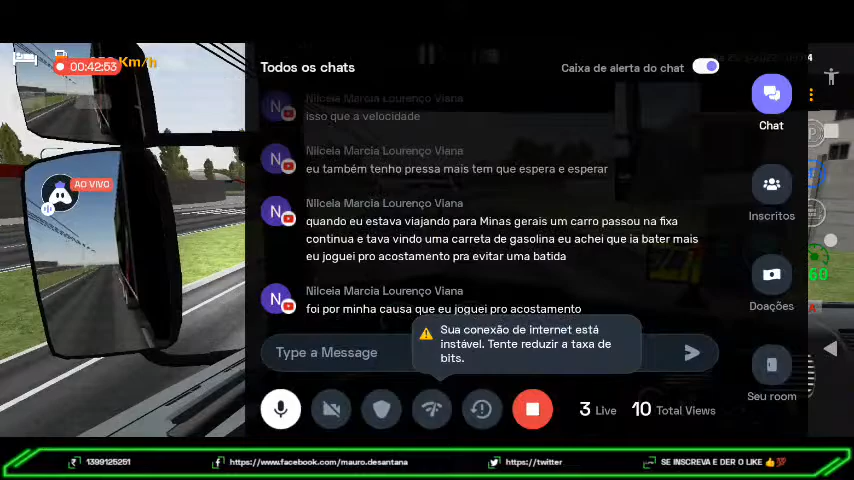 Km/h
00:42:53
Todos os chats
Caixa de alerta do chat
Nilceia Marcia Lourenço Viana
isso que a velocidade
Chat
Nilceia Marcia Lourenço Viana
eu também tenho pressa mais tem que espera e esperar
AO VIVO
Inscritos
Nilceia Marcia Lourenço Viana
quando eu estava viajando para Minas gerais um carro passou na fixa
continua e tava vindo uma carreta de gasolina eu achei que ia bater mais
eu joguei pro acostamento pra evitar uma batida
60
Nilceia Marcia Lourenço Viana
foi por minha causa que eu joguei pro acostamento
Doações
Sua conexão de internet está
instável. Tente reduzir a taxa de
bits.
Type a Message
Seu room
3 Live 10 Total Views
1399125251
https://www.facebook.com/mauro.desantana
https://twitter
SE INSCREVA E DER O LIKE 👍💯